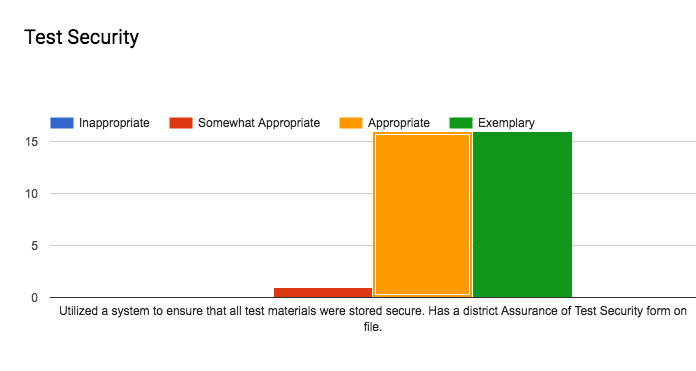 Test Security
Inappropriate Somewhat Appropriate Appropriate Exemplary
15
10
5
0
Utilized a system to ensure that all test materials were stored secure. Has a district Assurance of Test Security form on
file.